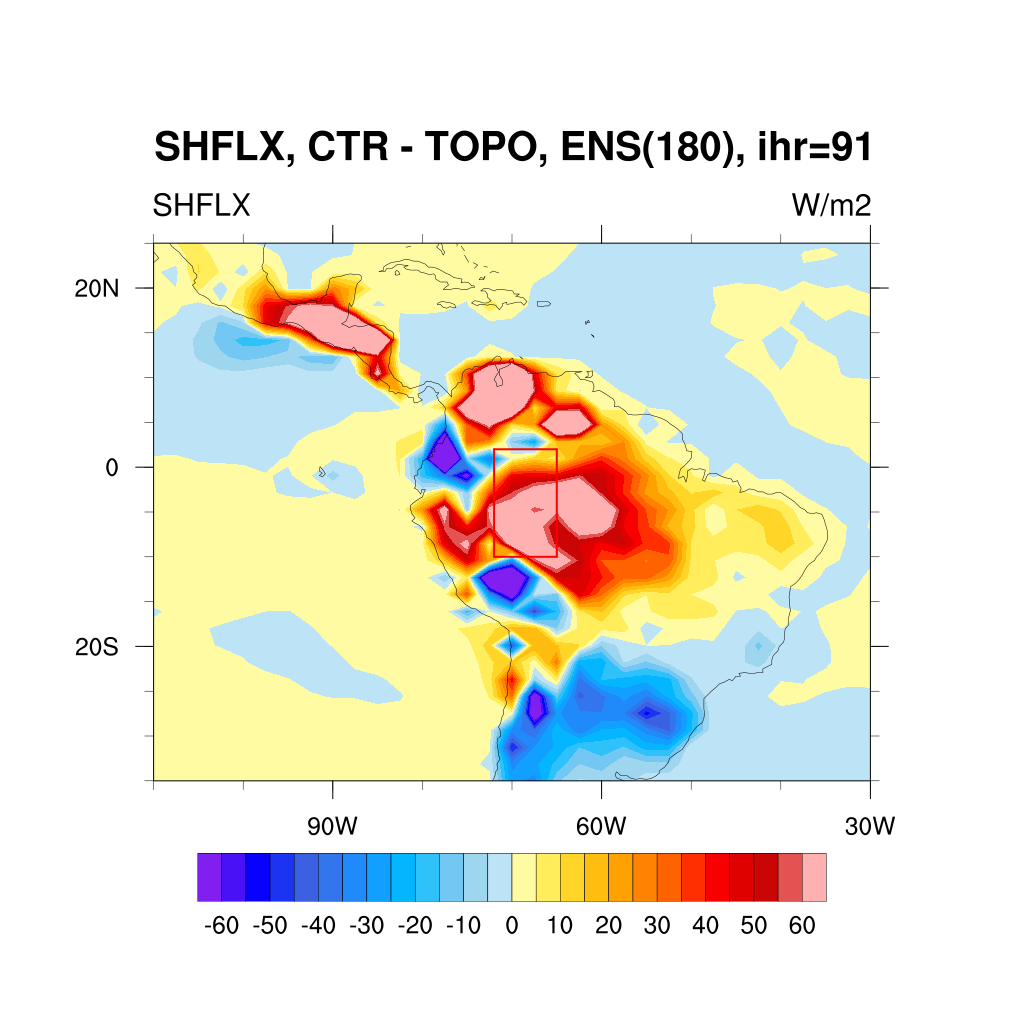 SHFLX, CTR - TOPO, ENS(180), ihr=91
SHFLX W/m2
20N
0
20S
90W 60W 30W
-60 -50 -40 -30 -20 -10 0 10 20 30 40 50 60